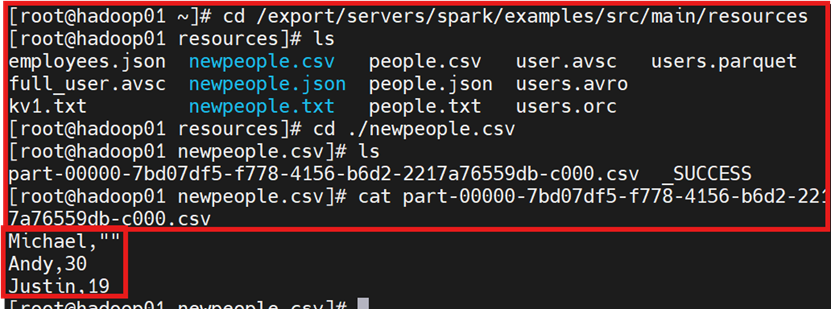 [root@hadoop01 ~]# cd /export/servers/spark/examples/src/main/resources
[root@hadoop01 resources]# ls
employees.json  newpeople.csv   people.csv   user.avsc   users.parquet
full_user.avsc  newpeople.json  people.json  users.avro
kv1.txt         newpeople.txt   people.txt   users.orc
[root@hadoop01 resources]# cd ./newpeople.csv
[root@hadoop01 newpeople.csv]# ls
part-00000-7bd07df5-f778-4156-b6d2-2217a76559db-c000.csv  _SUCCESS
[root@hadoop01 newpeople.csv]# cat part-00000-7bd07df5-f778-4156-b6d2-221
7a76559db-c000.csv
Michael,""
Andy,30
Justin,19
[root@hadoop01 newpeople.csv]#